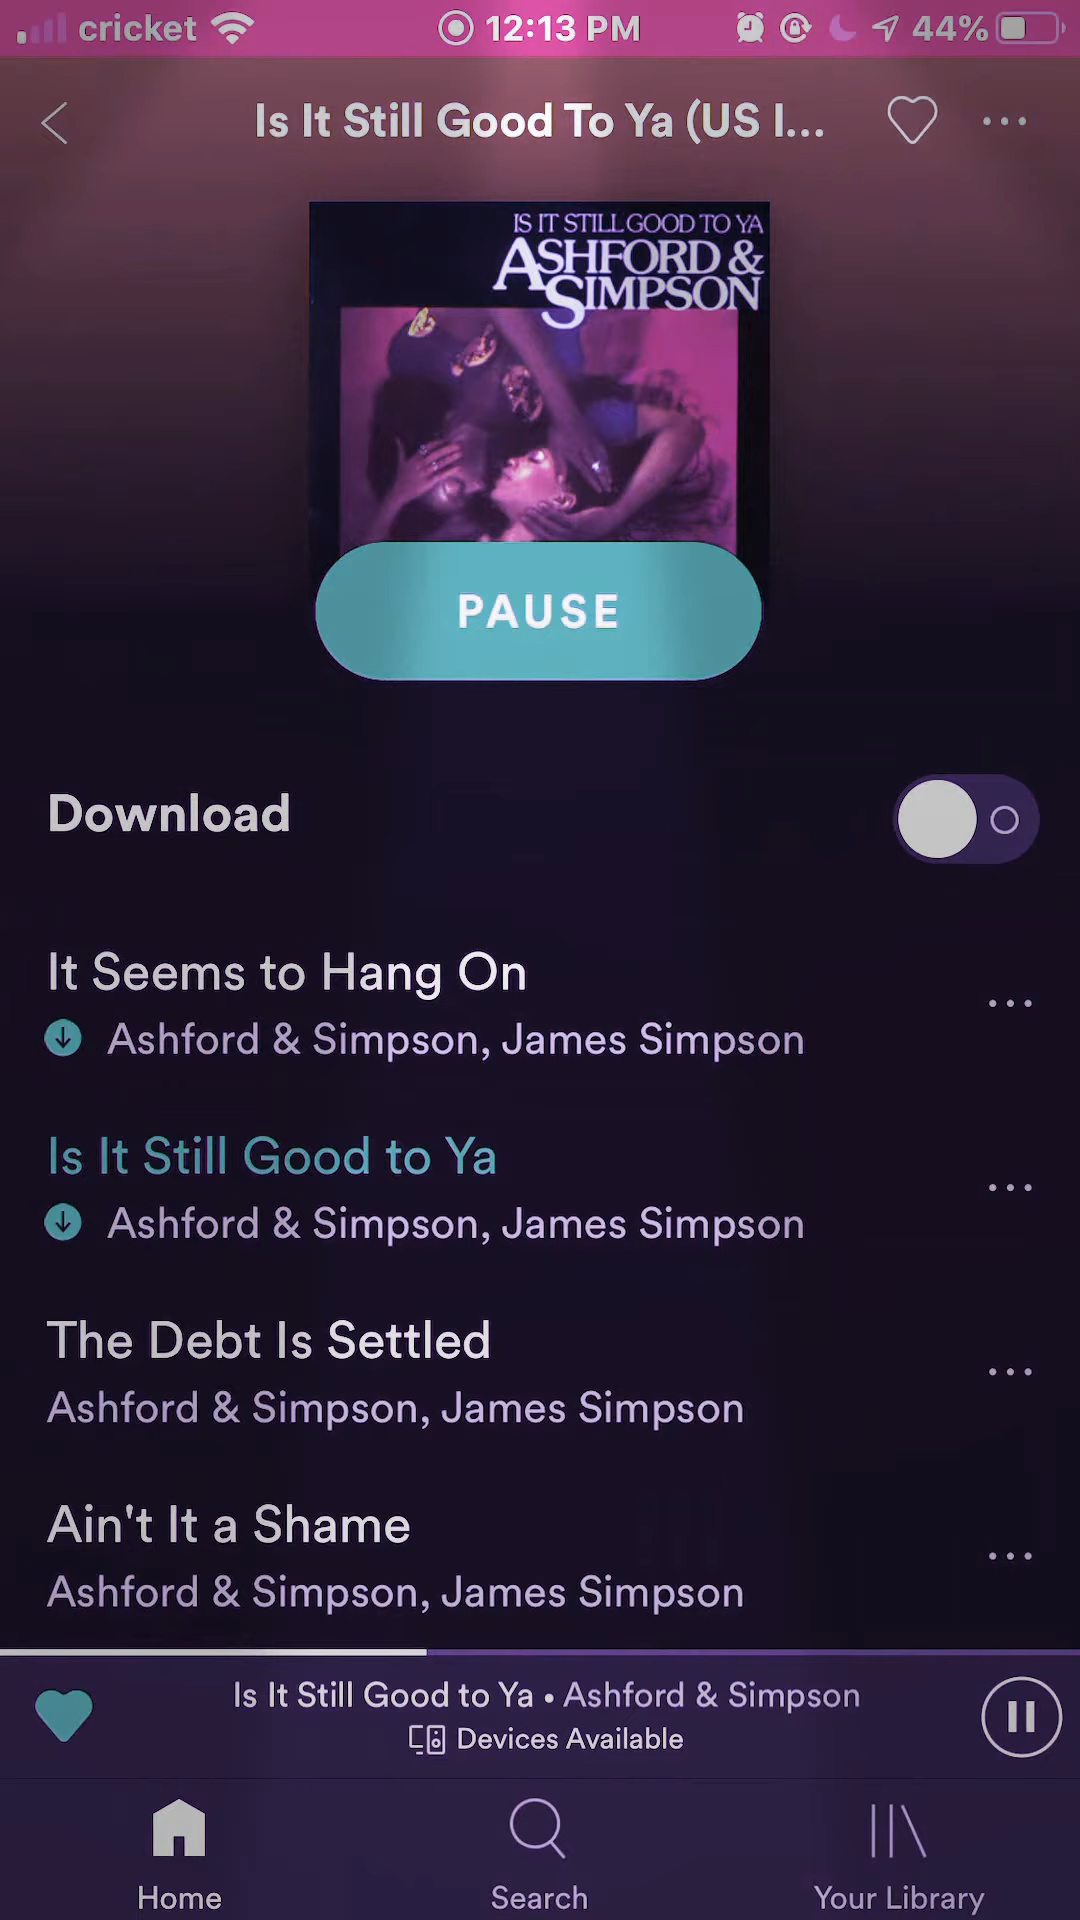 cricket 12:13 PM 44%
Is It Still Good To Ya (US I...
IS IT STILL GOOD TO YA
ASHFORD &
SIMPSON
PAUSE
Download
It Seems to Hang On
Ashford & Simpson, James Simpson
Is It Still Good to Ya
Ashford & Simpson, James Simpson
The Debt Is Settled
Ashford & Simpson, James Simpson
Ain't It a Shame
Ashford & Simpson, James Simpson
Is It Still Good to Ya • Ashford & Simpson
Devices Available
Home Search Your Library